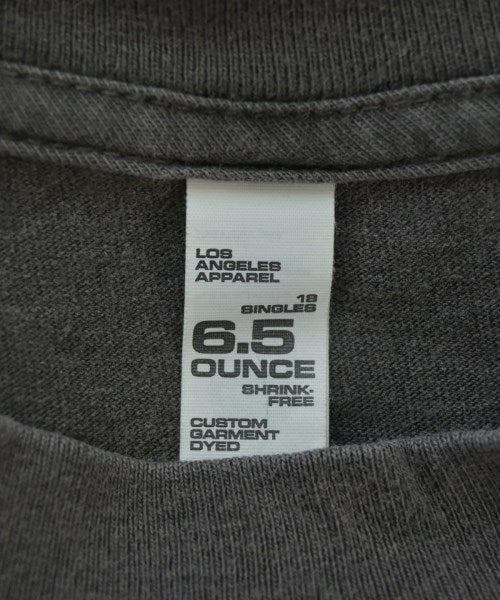 LOS
ANGELES
APPAREL
18
SINGLES
6.5
OUNCE
SHRINK-
FREE
CUSTOM
GARMENT
DYED